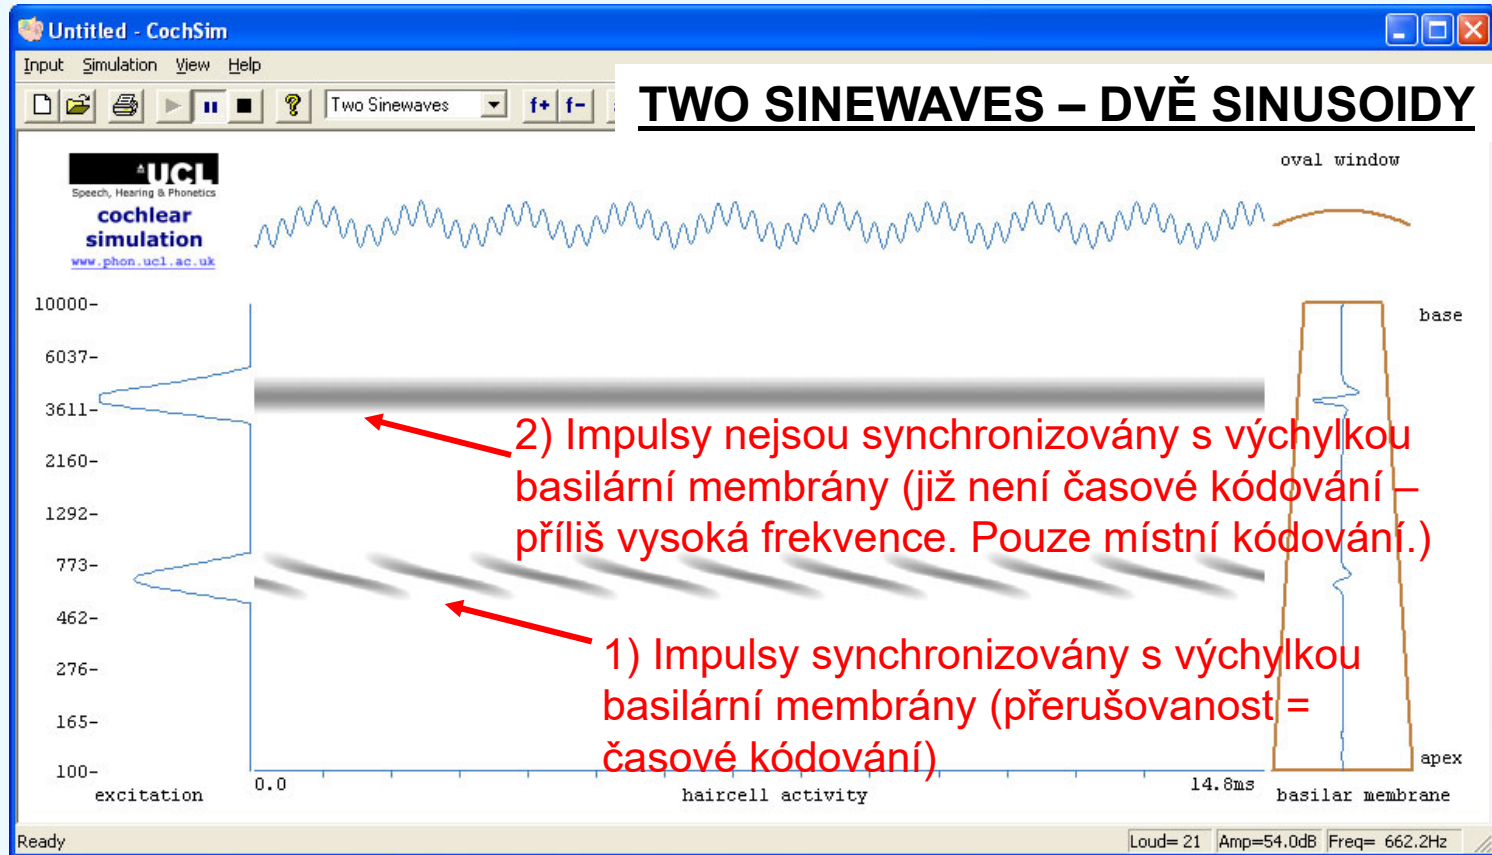 Untitled - CochSim
Input Simulation View Help
Two Sinewaves f+ f-
TWO SINEWAVES – DVĚ SINUSOIDY
UCL
Speech, Hearing & Phonetics
cochlear
simulation
www.phon.ucl.ac.uk
oval window
10000-
6037-
3611-
2160-
1292-
773-
462-
276-
165-
100-
base
2) Impulsy nejsou synchronizovány s výchylkou
basilární membrány (již není časové kódování –
příliš vysoká frekvence. Pouze místní kódování.)
1) Impulsy synchronizovány s výchylkou
basilární membrány (přerušovanost =
časové kódování)
apex
0.0
14.8ms
excitation
haircell activity
basilar membrane
Ready
Loud= 21 Amp=54.0dB Freq= 662.2Hz